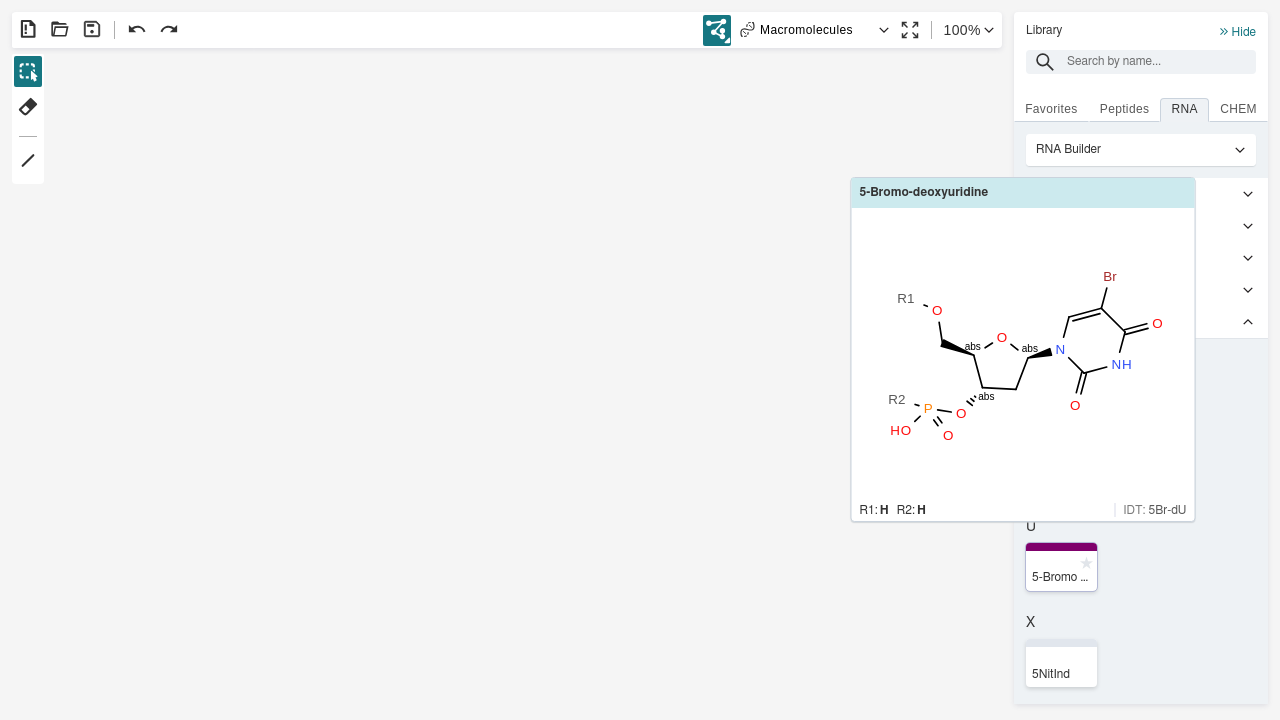 Macromolecules
100%
Library
Hide
Search by name...
Favorites
Peptides
RNA
CHEM
RNA Builder
5-Bromo-deoxyuridine
Br
R1
O
O
O
abs
abs
N
NH
R2
abs
P
O
O
HO
O
R1: H R2: H
IDT: 5Br-dU
U
5-Bromo ...
X
5NitInd